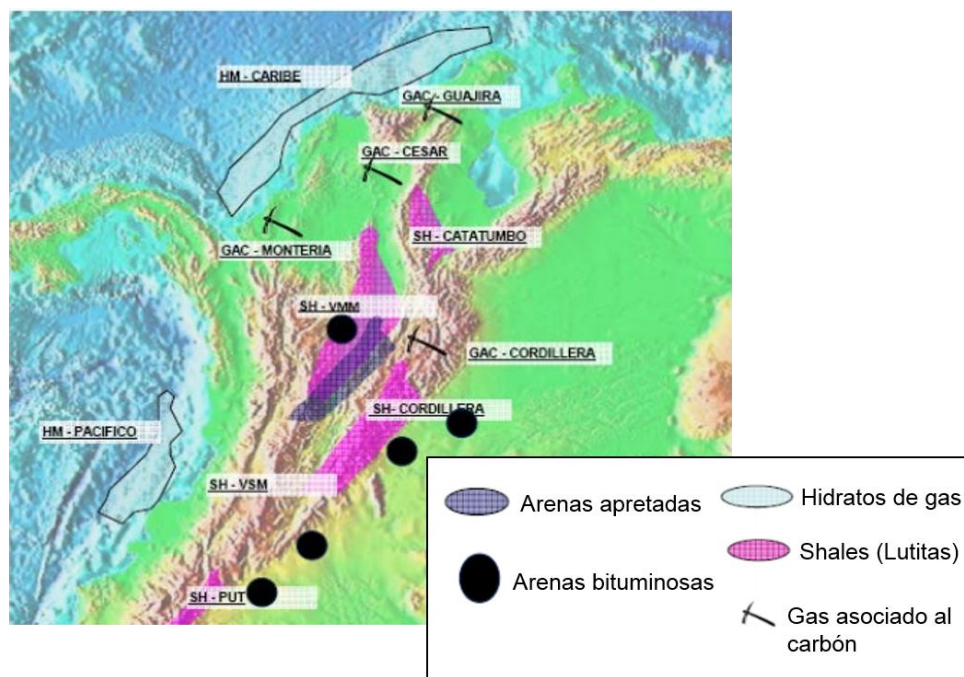 HM - CARIBE
GAC - GUAJIRA
GAC - CESAR
GAC - MONTERIA
SH - CATATUMBO
SH - VMM
GAC - CORDILLERA
SH- CORDILLERA
HM - PACIFICO
SH - VSM
SH - PUT
Arenas apretadas
Hidratos de gas
Arenas bituminosas
Shales (Lutitas)
Gas asociado al
carbón